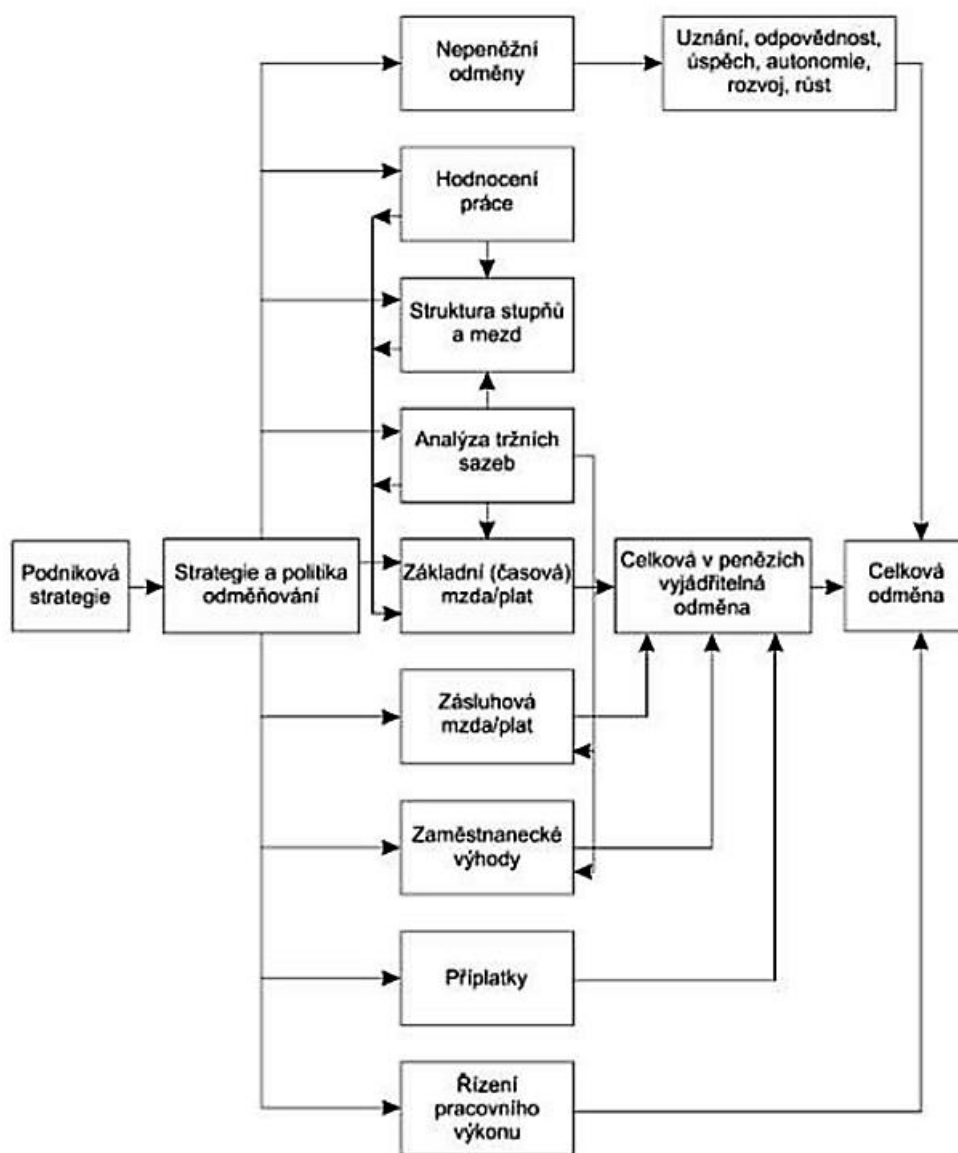 Nepeněžní
odměny
Uznání, odpovědnost,
úspěch, autonomie,
rozvoj, růst
Hodnocení
práce
Struktura stupňů
a mezd
Analýza tržních
sazeb
Podniková
strategie
Strategie a politika
odměňování
Základní (časová)
mzda/plat
Celková v penězích
vyjádřitelná
odměna
Celková
odměna
Zásluhová
mzda/plat
Zaměstnanecké
výhody
Příplatky
Řízení
pracovního
výkonu